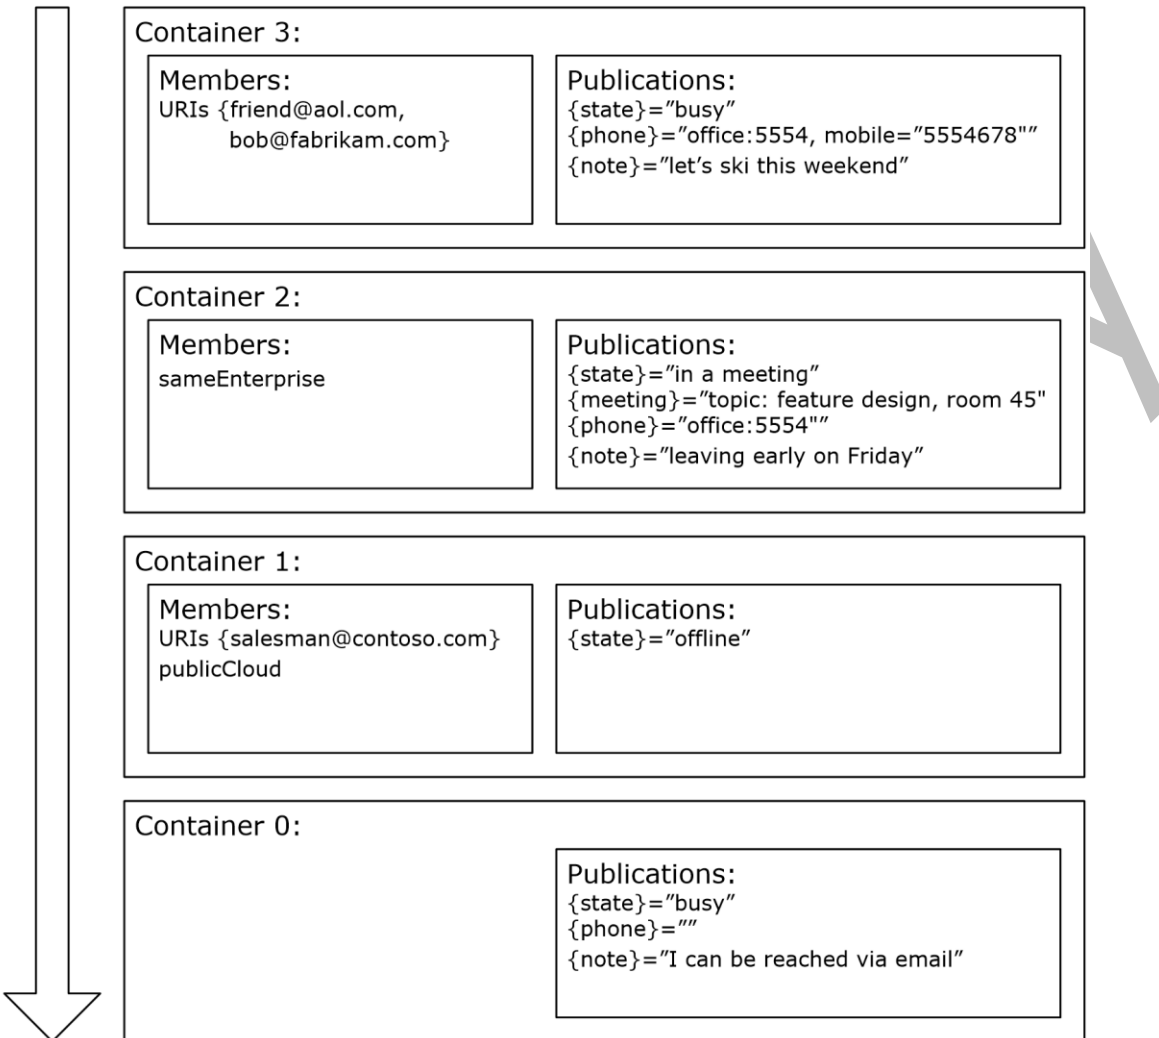 Container 3:
Members:
URIs {friend@aol.com,
bob@fabrikam.com}
Publications:
{state}=”busy”
{phone}=”office:5554, mobile=”5554678"”
{note}=”let’s ski this weekend”
Container 2:
Members:
sameEnterprise
Publications:
{state}=”in a meeting”
{meeting}=”topic: feature design, room 45"
{phone}=”office:5554"”
{note}=”leaving early on Friday”
Container 1:
Members:
URIs {salesman@contoso.com}
publicCloud
Publications:
{state}=”offline”
Container 0:
Publications:
{state}=”busy”
{phone}=””
{note}=”I can be reached via email”